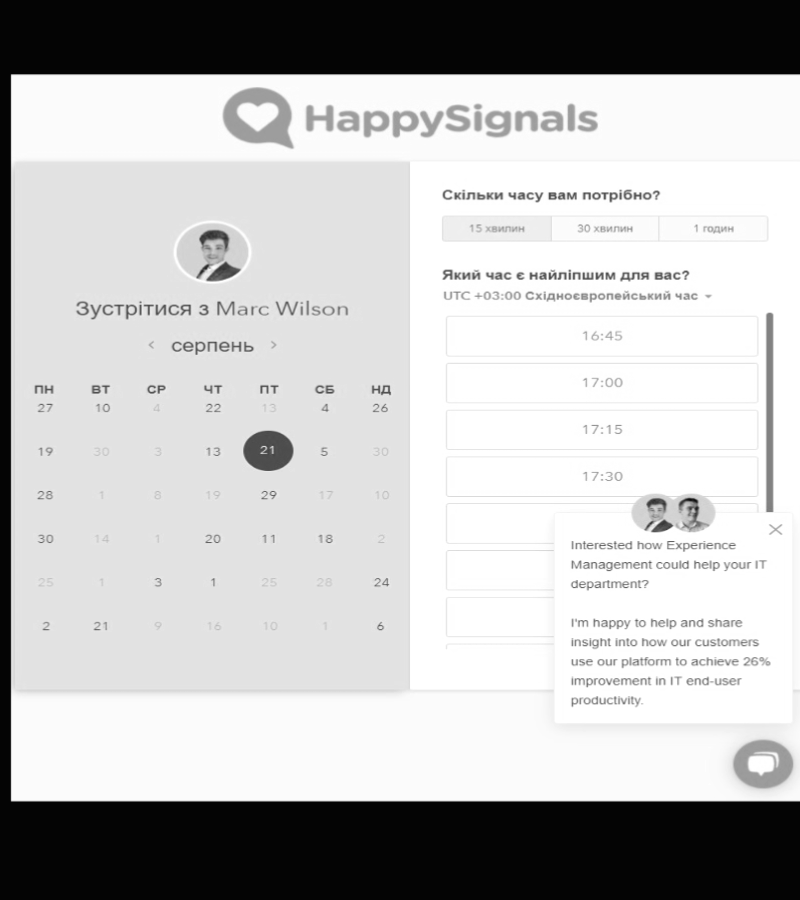 HappySignals
Зустрітися з Marc Wilson
серпень
ПН ВТ СР ЧТ ПТ СБ НД
27 10 4 22 13 4 26
19 30 3 13 21 5 30
28 1 8 19 29 17 10
30 14 1 20 11 18 2
25 1 3 1 25 28 24
2 21 9 16 10 1 6
Скільки часу вам потрібно?
15 хвилин 30 хвилин 1 годин
Який час є найліпшим для вас?
UTC +03:00 Східноєвропейський час
16:45
17:00
17:15
17:30
Interested how Experience
Management could help your IT
department?
I'm happy to help and share
insight into how our customers
use our platform to achieve 26%
improvement in IT end-user
productivity.